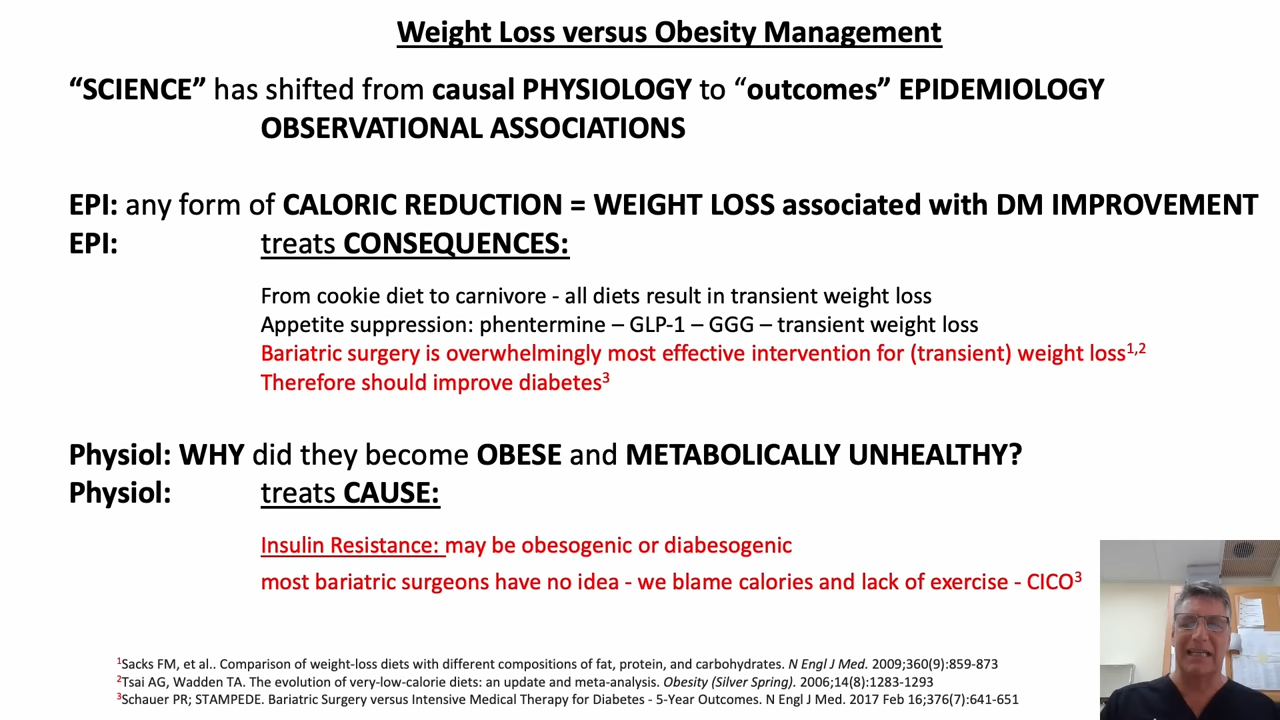 Weight Loss versus Obesity Management
“SCIENCE” has shifted from causal PHYSIOLOGY to “outcomes” EPIDEMIOLOGY
OBSERVATIONAL ASSOCIATIONS
EPI: any form of CALORIC REDUCTION = WEIGHT LOSS associated with DM IMPROVEMENT
EPI: treats CONSEQUENCES:
From cookie diet to carnivore - all diets result in transient weight loss
Appetite suppression: phentermine – GLP-1 – GGG – transient weight loss
Bariatric surgery is overwhelmingly most effective intervention for (transient) weight loss1,2
Therefore should improve diabetes3
Physiol: WHY did they become OBESE and METABOLICALLY UNHEALTHY?
Physiol: treats CAUSE:
Insulin Resistance: may be obesogenic or diabesogenic
most bariatric surgeons have no idea - we blame calories and lack of exercise - CICO3
1Sacks FM, et al.. Comparison of weight-loss diets with different compositions of fat, protein, and carbohydrates. N Engl J Med. 2009;360(9):859-873
2Tsai AG, Wadden TA. The evolution of very-low-calorie diets: an update and meta-analysis. Obesity (Silver Spring). 2006;14(8):1283-1293
3Schauer PR; STAMPEDE. Bariatric Surgery versus Intensive Medical Therapy for Diabetes - 5-Year Outcomes. N Engl J Med. 2017 Feb 16;376(7):641-651